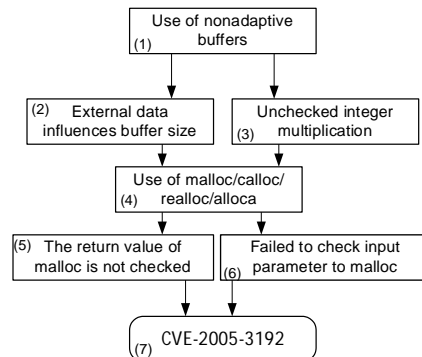 Use of nonadaptive
buffers
(1)
(2)
External data
influences buffer size
Unchecked integer
multiplication
(3)
Use of malloc/calloc/
realloc/alloca
(4)
(5)
The return value of
malloc is not checked
Failed to check input
parameter to malloc
(6)
CVE-2005-3192
(7)